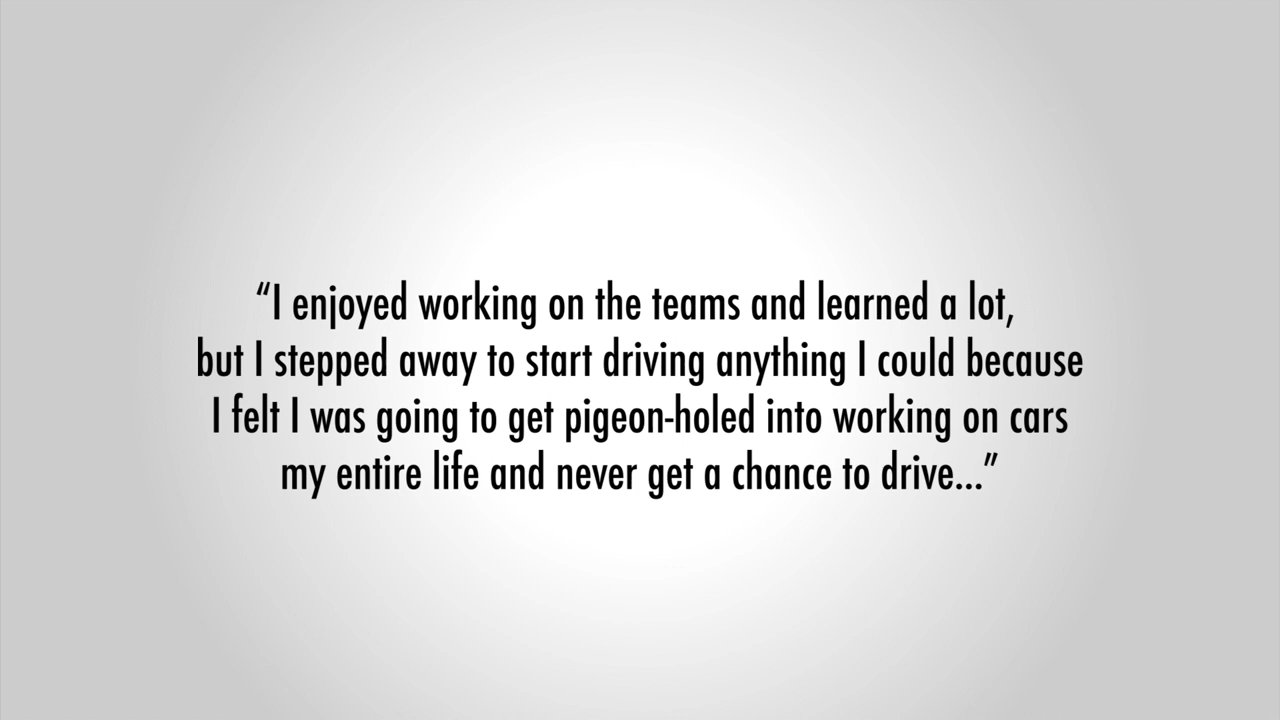 “I enjoyed working on the teams and learned a lot,
but I stepped away to start driving anything I could because
I felt I was going to get pigeon-holed into working on cars
my entire life and never get a chance to drive...”